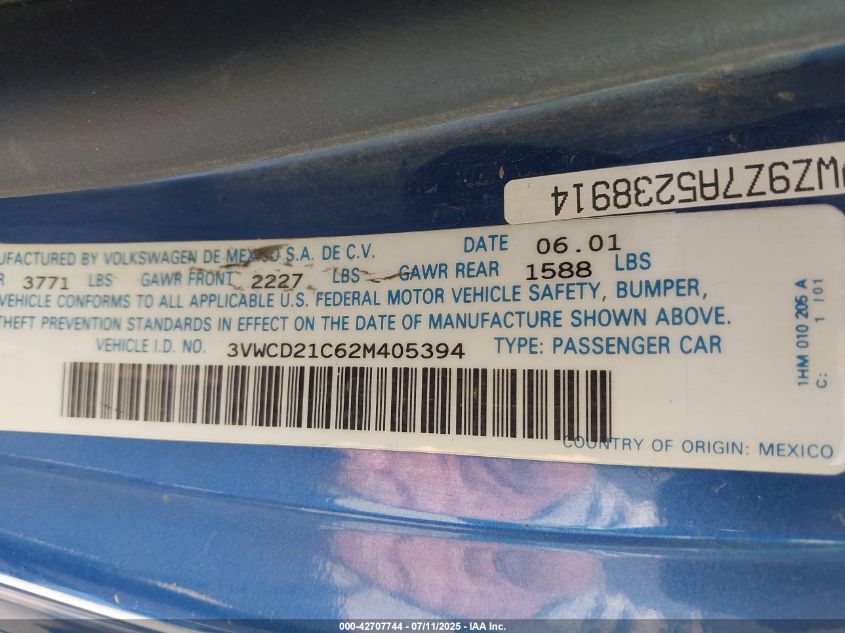 WZ9Z7A5238914
UFACTURED BY VOLKSWAGEN DE MEXICO S.A. DE C.V. DATE 06.01
R 3771 LBS GAWR FRONT 2227 LBS GAWR REAR 1588 LBS
VEHICLE CONFORMS TO ALL APPLICABLE U.S. FEDERAL MOTOR VEHICLE SAFETY, BUMPER,
THEFT PREVENTION STANDARDS IN EFFECT ON THE DATE OF MANUFACTURE SHOWN ABOVE.
VEHICLE I.D. NO. 3VWCD21C62M405394 TYPE: PASSENGER CAR
COUNTRY OF ORIGIN: MEXICO
1HM 010 205 A
C: 1 /01
000-42707744 - 07/11/2025 - IAA Inc.